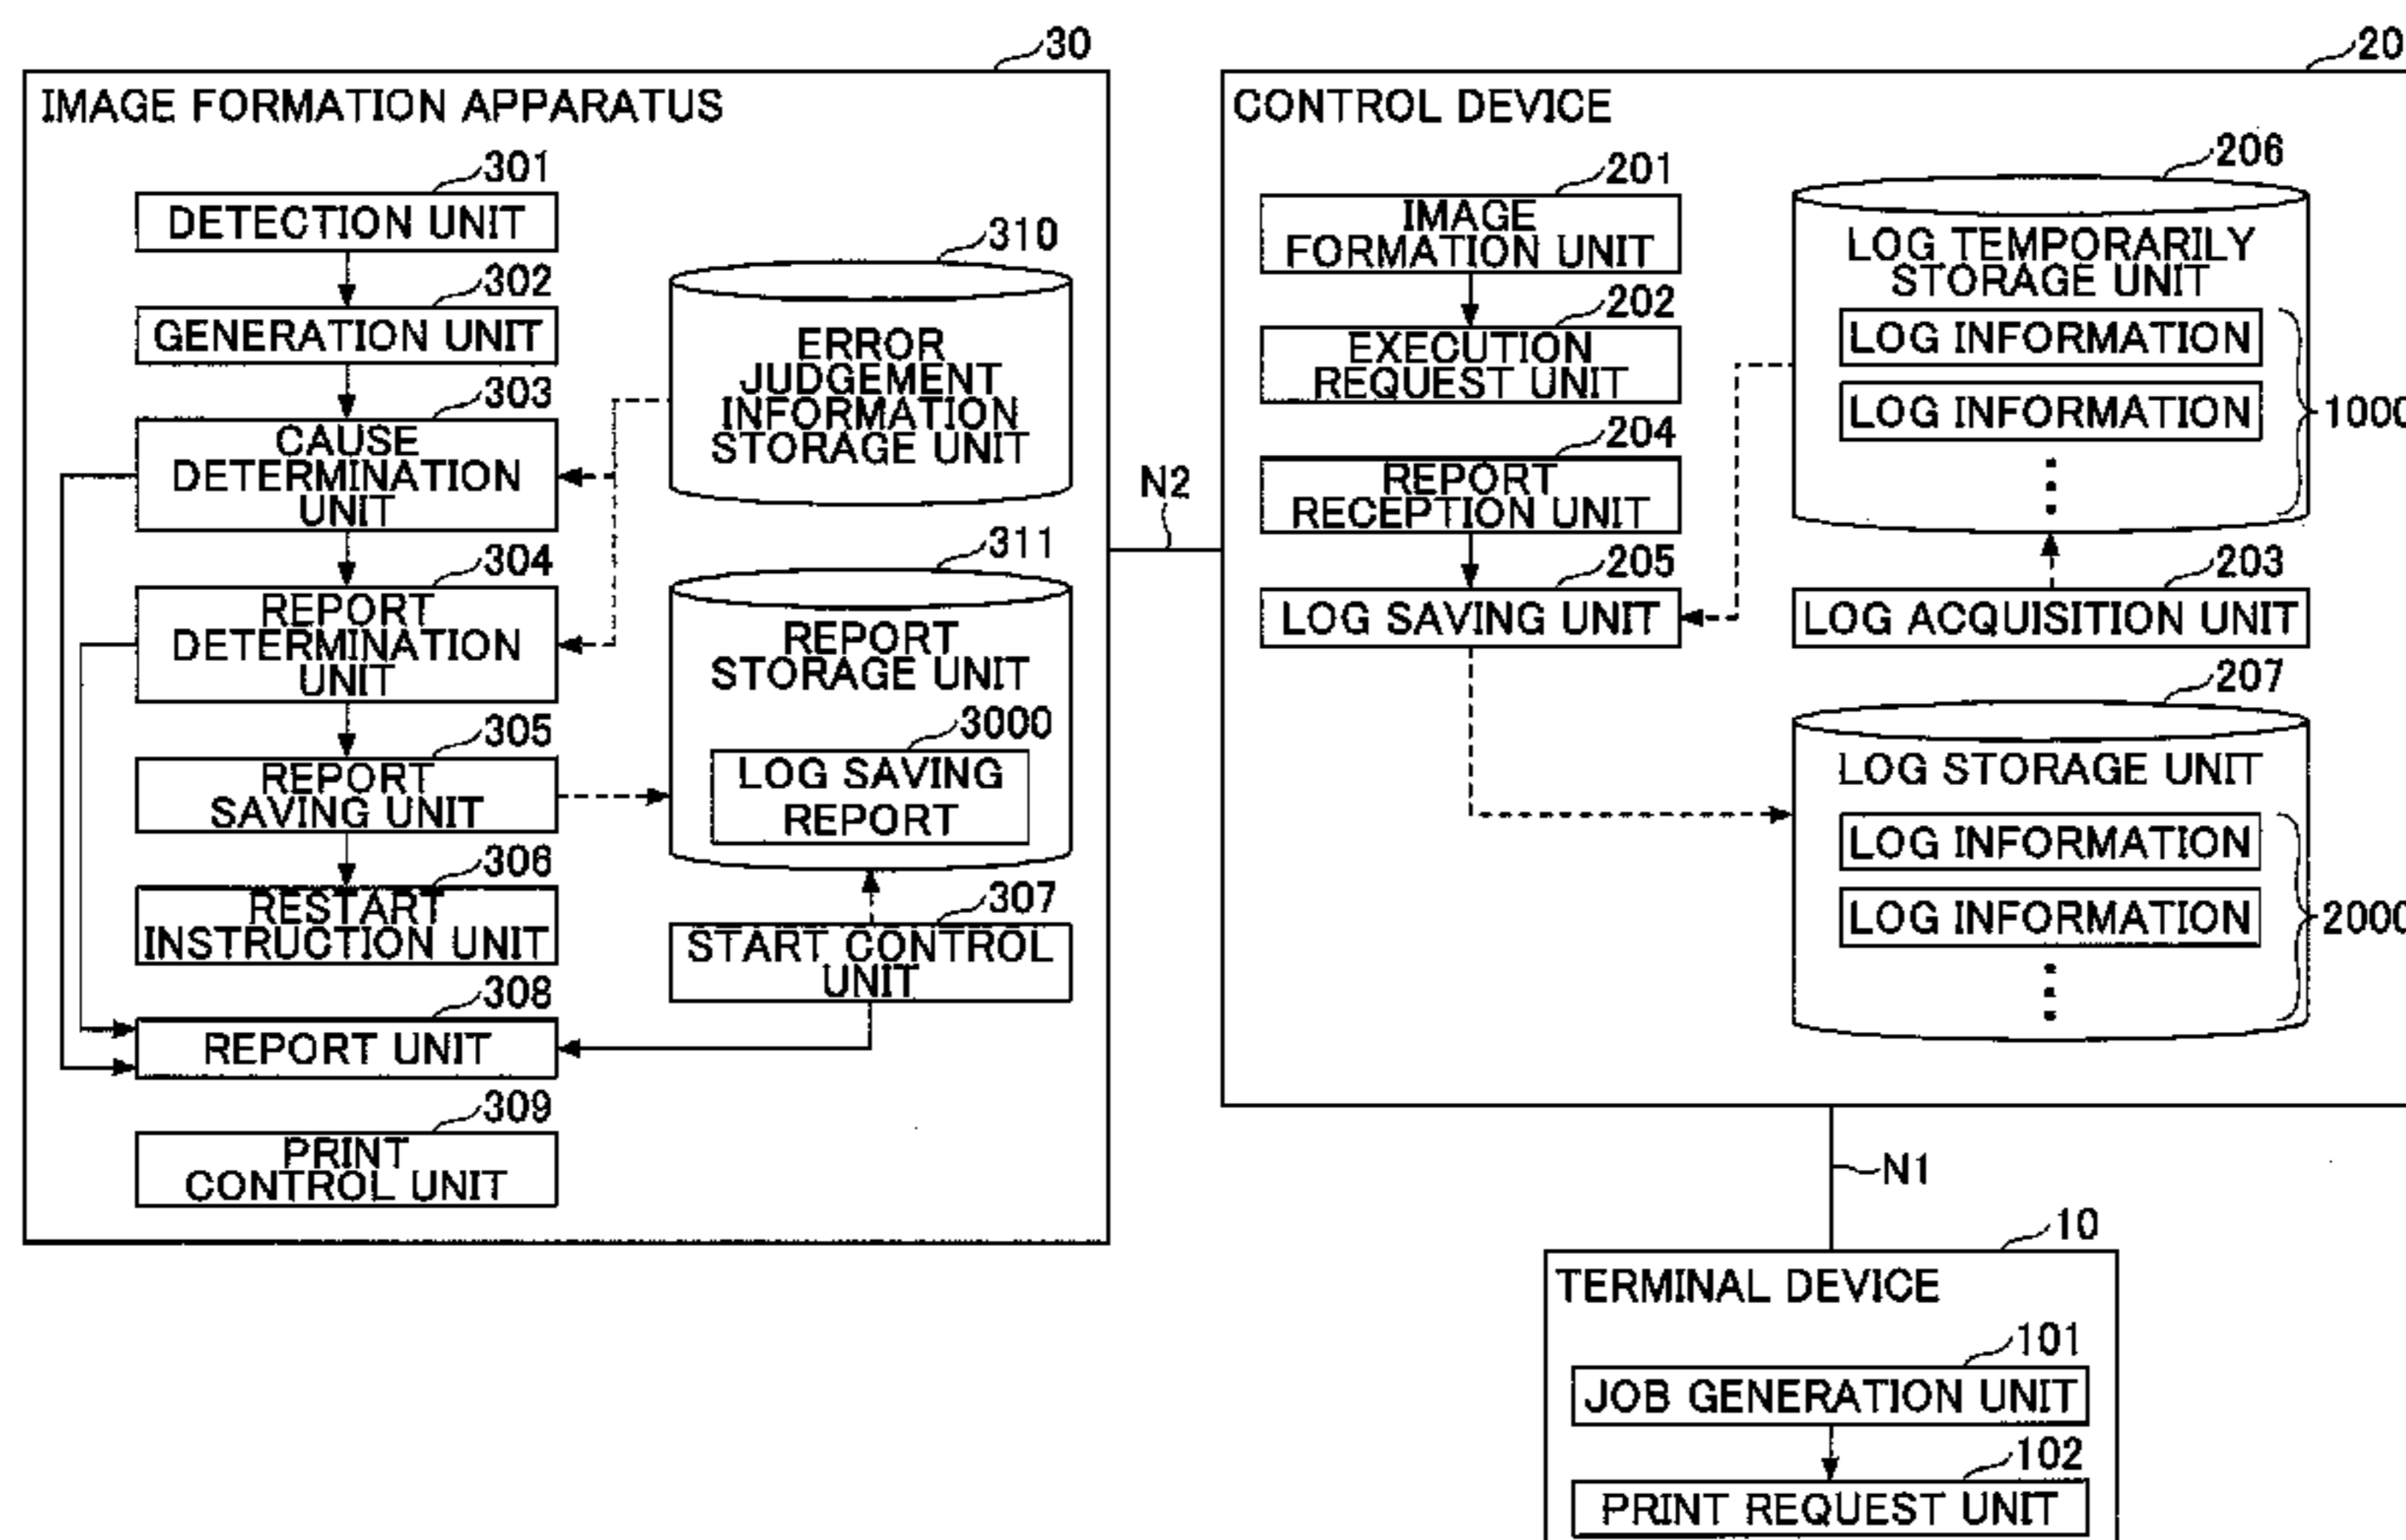 30
IMAGE FORMATION APPARATUS
301
DETECTION UNIT
302
GENERATION UNIT
303
CAUSE
DETERMINATION
UNIT
304
REPORT
DETERMINATION
UNIT
305
REPORT
SAVING UNIT
306
RESTART
INSTRUCTION UNIT
308
REPORT UNIT
309
PRINT
CONTROL UNIT
310
ERROR
JUDGEMENT
INFORMATION
STORAGE UNIT
311
REPORT
STORAGE UNIT
3000
LOG SAVING
REPORT
307
START CONTROL
UNIT
N2
20
CONTROL DEVICE
201
IMAGE
FORMATION UNIT
202
EXECUTION
REQUEST UNIT
204
REPORT
RECEPTION UNIT
205
LOG SAVING UNIT
206
LOG TEMPORARILY
STORAGE UNIT
LOG INFORMATION
LOG INFORMATION
1000
203
LOG ACQUISITION UNIT
207
LOG STORAGE UNIT
LOG INFORMATION
LOG INFORMATION
2000
N1
10
TERMINAL DEVICE
101
JOB GENERATION UNIT
102
PRINT REQUEST UNIT